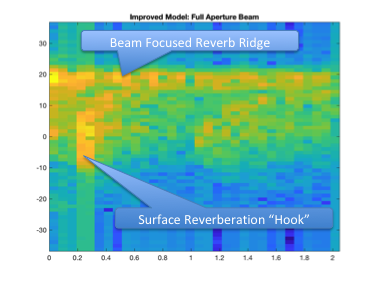 Improved Model: Full Aperture Beam
Beam Focused Reverb Ridge
Surface Reverberation “Hook”
30
20
10
0
-10
-20
-30
0 0.2 0.4 0.6 0.8 1 1.2 1.4 1.6 1.8 2